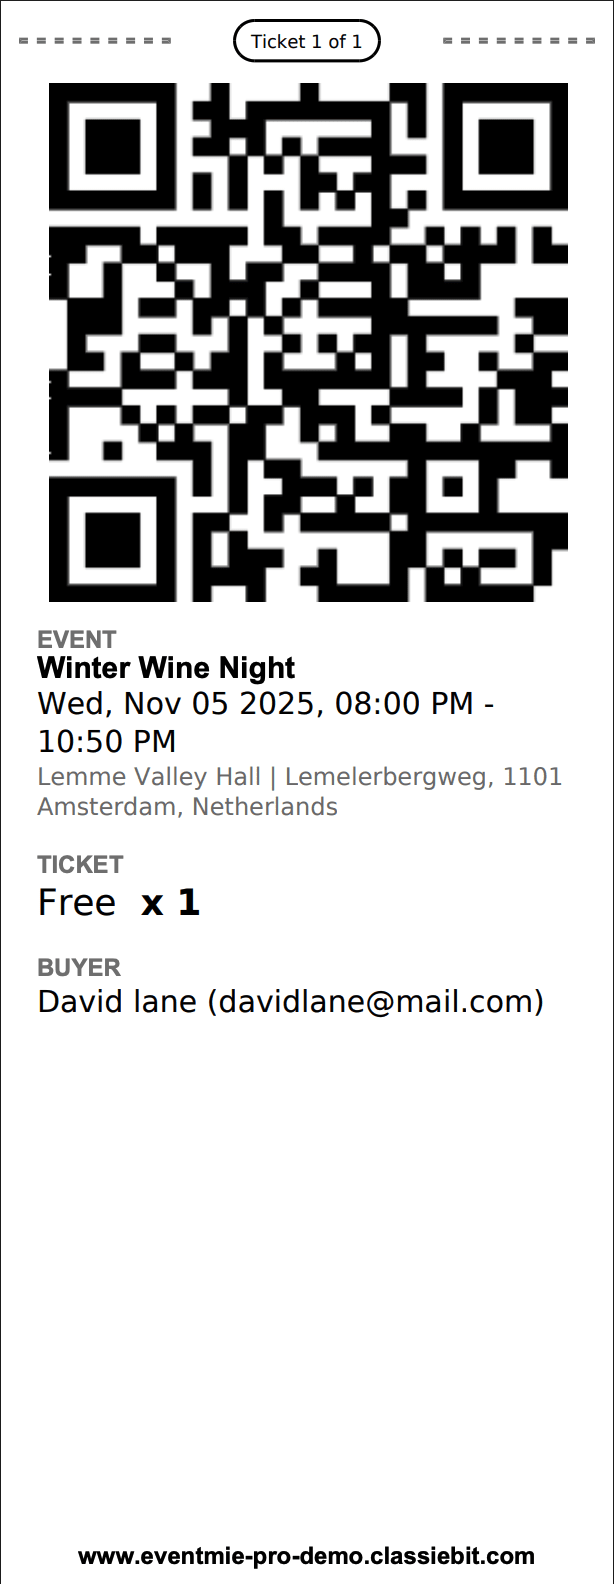 Ticket 1 of 1
EVENT
Winter Wine Night
Wed, Nov 05 2025, 08:00 PM -
10:50 PM
Lemme Valley Hall | Lemelerbergweg, 1101
Amsterdam, Netherlands
TICKET
Free x 1
BUYER
David lane (davidlane@mail.com)
www.eventmie-pro-demo.classiebit.com